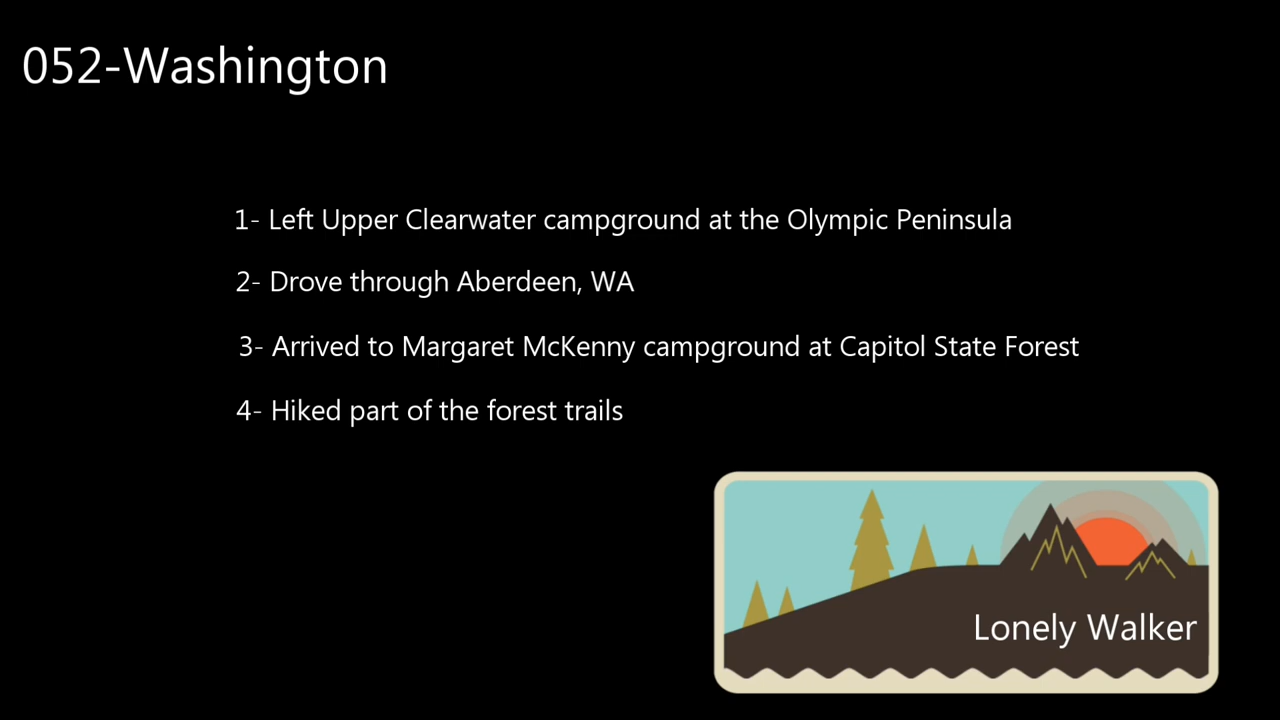 052-Washington
1- Left Upper Clearwater campground at the Olympic Peninsula
2- Drove through Aberdeen, WA
3- Arrived to Margaret McKenny campground at Capitol State Forest
4- Hiked part of the forest trails
Lonely Walker